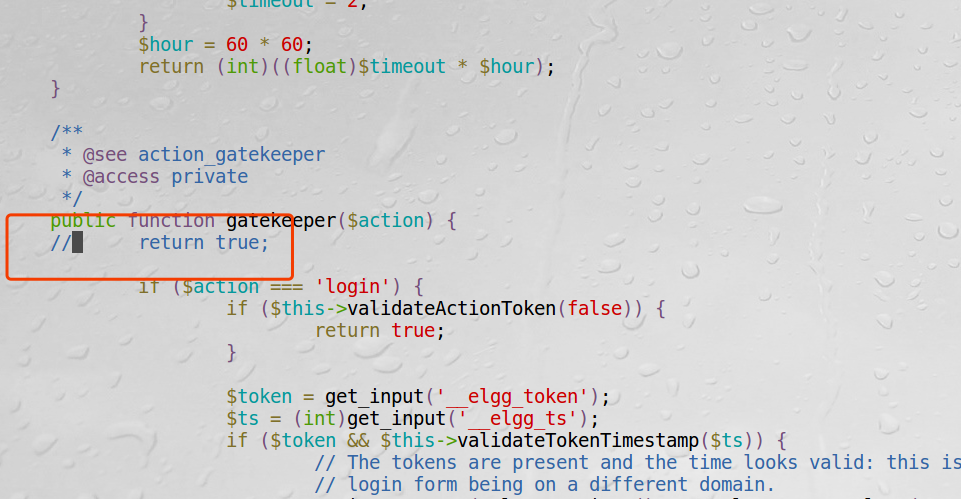 $timeout = 2;
}
$hour = 60 * 60;
return (int)((float)$timeout * $hour);
}
/**
* @see action_gatekeeper
* @access private
*/
public function gatekeeper($action) {
// return true;
if ($action === 'login') {
if ($this->validateActionToken(false)) {
return true;
}
$token = get_input('__elgg_token');
$ts = (int)get_input('__elgg_ts');
if ($token && $this->validateTokenTimestamp($ts)) {
// The tokens are present and the time looks valid: this is
// login form being on a different domain.